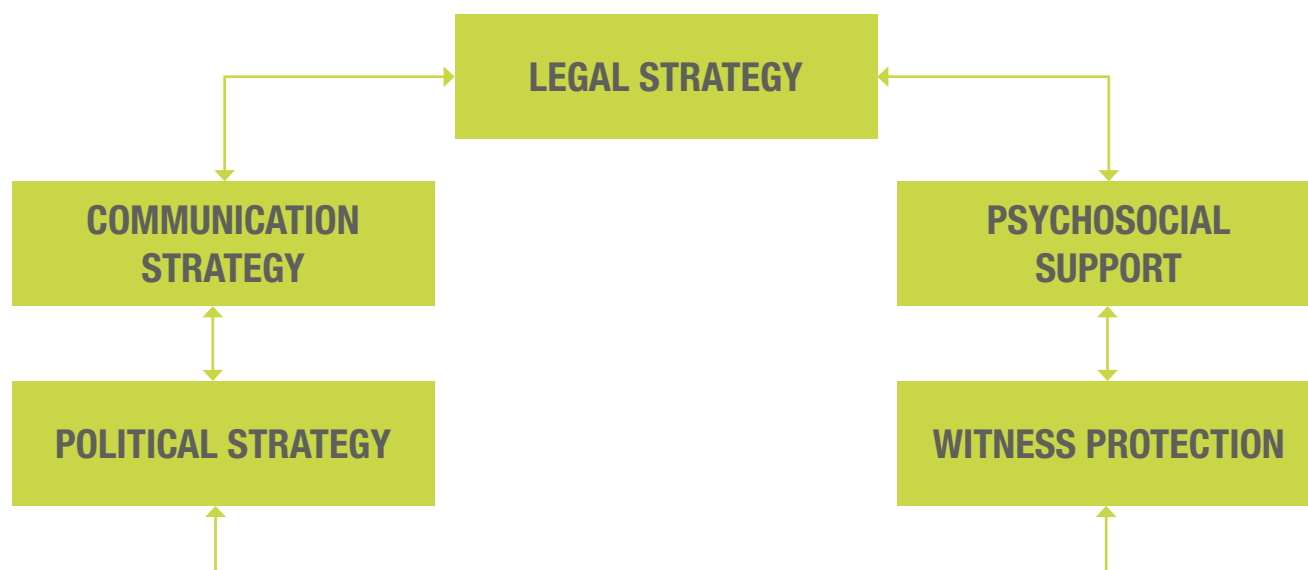 LEGAL STRATEGY
COMMUNICATION
STRATEGY
PSYCHOSOCIAL
SUPPORT
POLITICAL STRATEGY
WITNESS PROTECTION